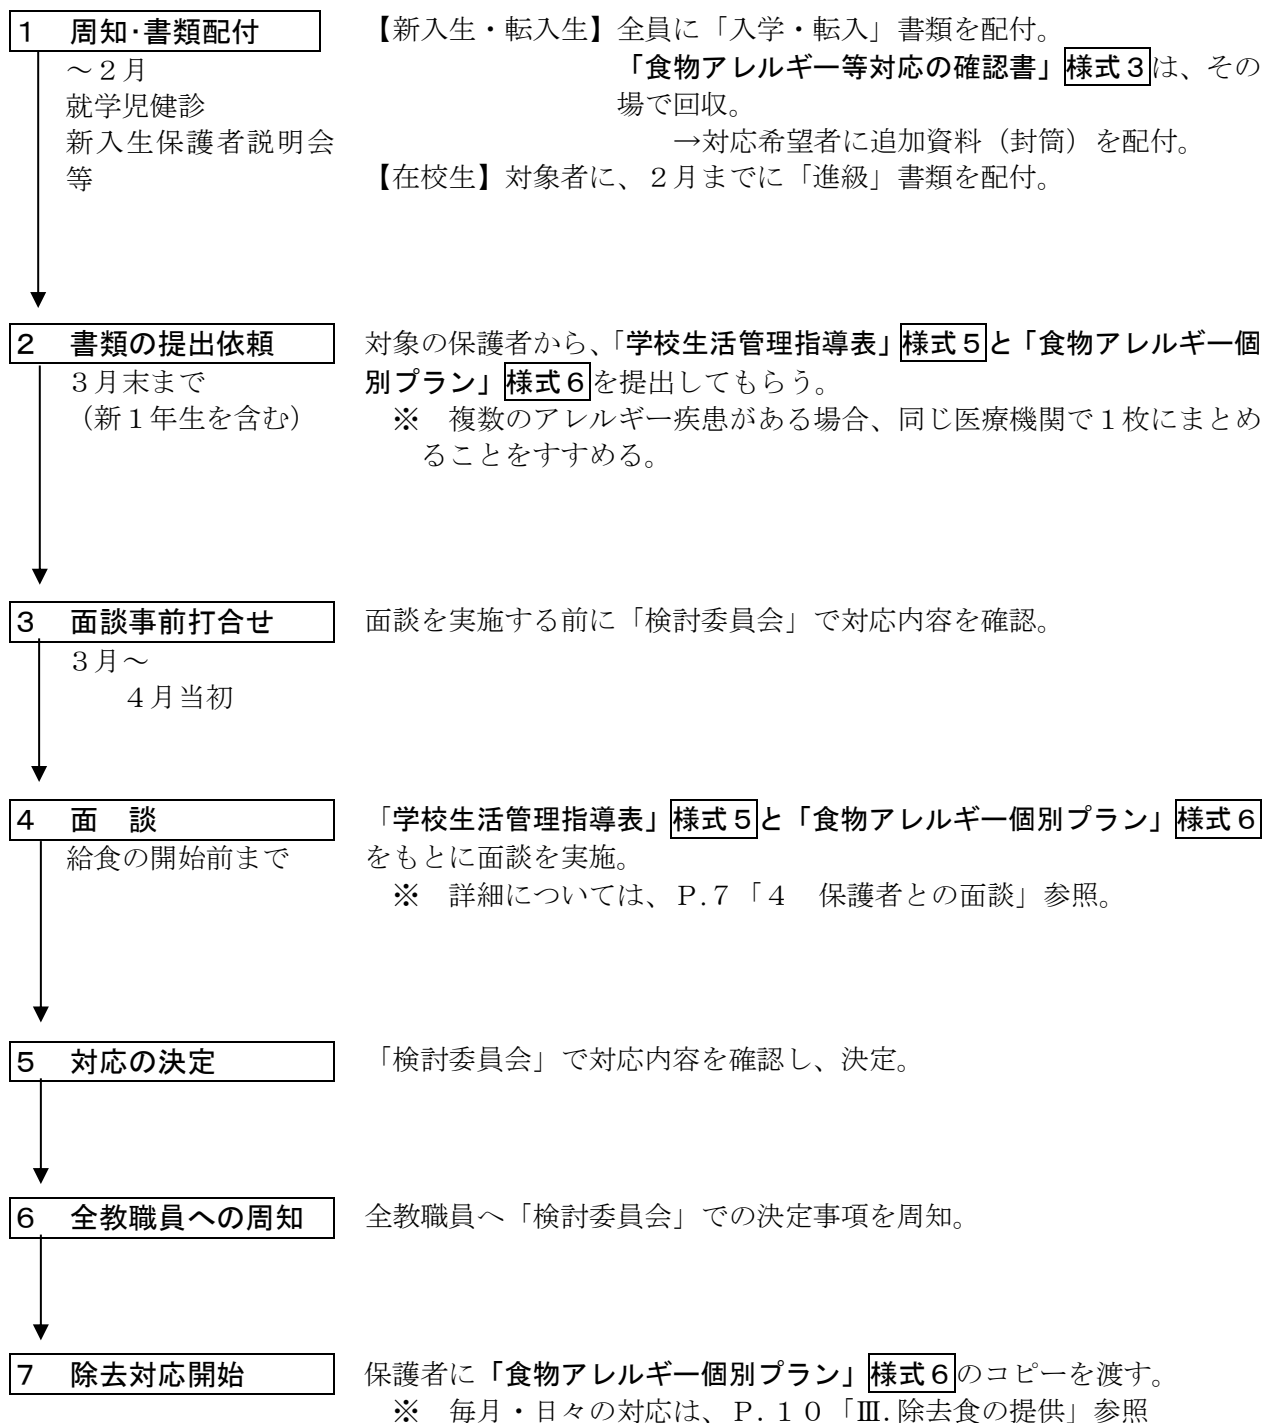 1　周知･書類配付
～２月
就学児健診
新入生保護者説明会
等
【新入生・転入生】全員に「入学・転入」書類を配付。
「食物アレルギー等対応の確認書」様式３は、その
場で回収。
→対応希望者に追加資料（封筒）を配付。
【在校生】対象者に、２月までに「進級」書類を配付。
2　書類の提出依頼
３月末まで
（新１年生を含む）
対象の保護者から、「学校生活管理指導表」様式５と「食物アレルギー個
別プラン」様式６を提出してもらう。
※　複数のアレルギー疾患がある場合、同じ医療機関で１枚にまとめ
ることをすすめる。
3　面談事前打合せ
３月～
４月当初
面談を実施する前に「検討委員会」で対応内容を確認。
4　面　談
給食の開始前まで
「学校生活管理指導表」様式５と「食物アレルギー個別プラン」様式６
をもとに面談を実施。
※　詳細については、Ｐ.７「４　保護者との面談」参照。
5　対応の決定
「検討委員会」で対応内容を確認し、決定。
6　全教職員への周知
全教職員へ「検討委員会」での決定事項を周知。
7　除去対応開始
保護者に「食物アレルギー個別プラン」様式６のコピーを渡す。
※　毎月・日々の対応は、Ｐ.１０「Ⅲ.除去食の提供」参照